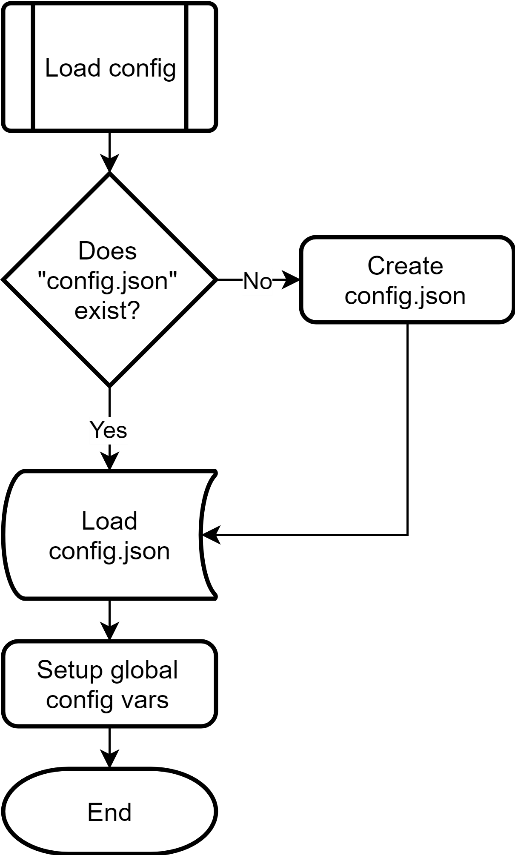 Load config
Does
"config.json"
exist?
No
Create
config.json
Yes
Load
config.json
Setup global
config vars
End